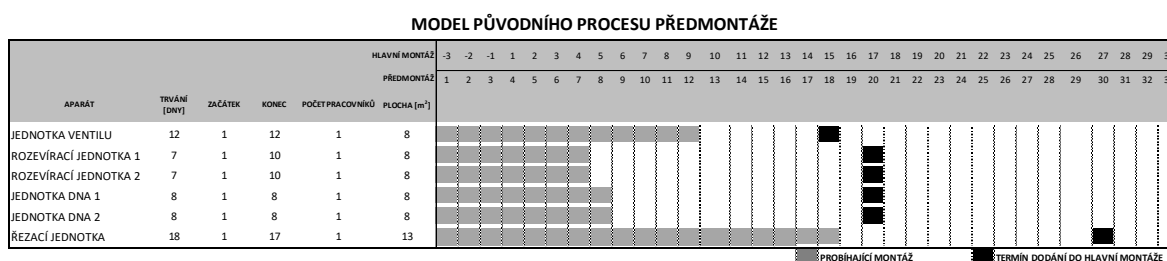 MODEL PŮVODNÍHO PROCESU PŘEDMONTÁŽE
HLAVNÍ MONTÁŽ -3 -2 -1 1 2 3 4 5 6 7 8 9 10 11 12 13 14 15 16 17 18 19 20 21 22 23 24 25 26 27 28 29
PŘEDMONTÁŽ 1 2 3 4 5 6 7 8 9 10 11 12 13 14 15 16 17 18 19 20 21 22 23 24 25 26 27 28 29 30 31 32
APARÁT TRVÁNÍ [DNY] ZAČÁTEK KONEC POČET PRACOVNÍKŮ PLOCHA [m²]
JEDNOTKA VENTILU 12 1 12 1 8
ROZEVÍRACÍ JEDNOTKA 1 7 1 10 1 8
ROZEVÍRACÍ JEDNOTKA 2 7 1 10 1 8
JEDNOTKA DNA 1 8 1 8 1 8
JEDNOTKA DNA 2 8 1 8 1 8
ŘEZACÍ JEDNOTKA 18 1 17 1 13
PROBÍHAJÍCÍ MONTÁŽ TERMÍN DODÁNÍ DO HLAVNÍ MONTÁŽE